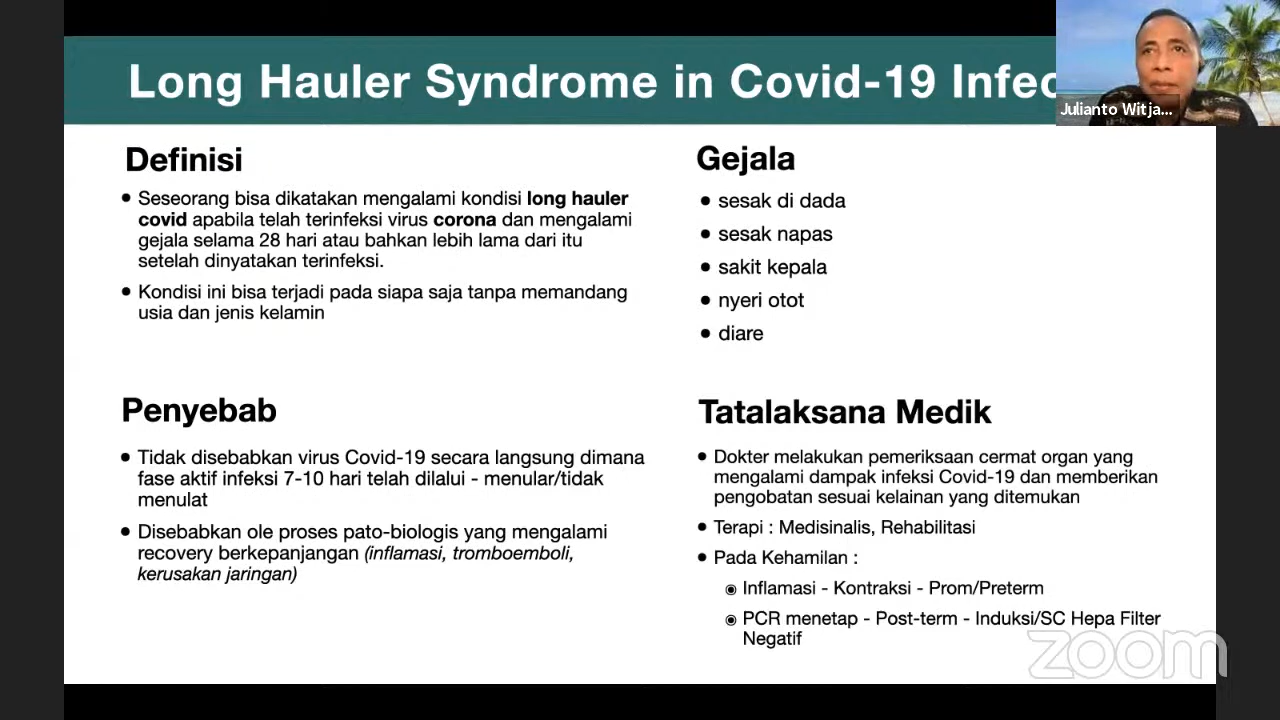 Long Hauler Syndrome in Covid-19 Infec
Julianto Witja...
Definisi
• Seseorang bisa dikatakan mengalami kondisi long hauler
covid apabila telah terinfeksi virus corona dan mengalami
gejala selama 28 hari atau bahkan lebih lama dari itu
setelah dinyatakan terinfeksi.
• Kondisi ini bisa terjadi pada siapa saja tanpa memandang
usia dan jenis kelamin
Gejala
• sesak di dada
• sesak napas
• sakit kepala
• nyeri otot
• diare
Penyebab
• Tidak disebabkan virus Covid-19 secara langsung dimana
fase aktif infeksi 7-10 hari telah dilalui - menular/tidak
menulat
• Disebabkan ole proses pato-biologis yang mengalami
recovery berkepanjangan (inflamasi, tromboemboli,
kerusakan jaringan)
Tatalaksana Medik
• Dokter melakukan pemeriksaan cermat organ yang
mengalami dampak infeksi Covid-19 dan memberikan
pengobatan sesuai kelainan yang ditemukan
• Terapi : Medisinalis, Rehabilitasi
• Pada Kehamilan :
◉ Inflamasi - Kontraksi - Prom/Preterm
◉ PCR menetap - Post-term - Induksi/SC Hepa Filter
Negatif
zoom